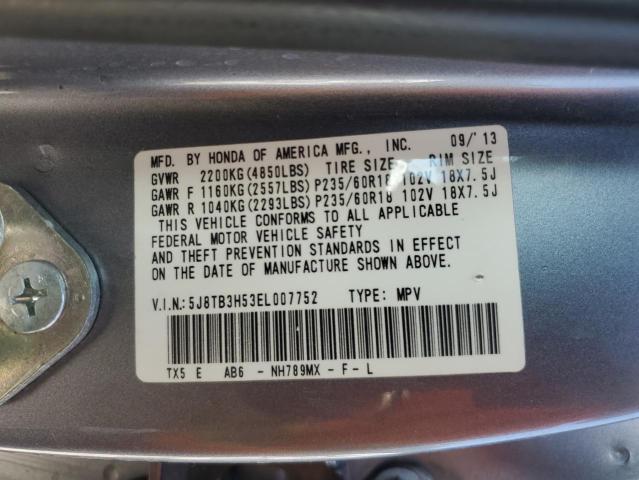 MFD. BY HONDA OF AMERICA MFG., INC. 09/'13
GVWR 2200KG(4850LBS) TIRE SIZE RIM SIZE
GAWR F 1160KG(2557LBS) P235/60R18 102V 18X7.5J
GAWR R 1040KG(2293LBS) P235/60R18 102V 18X7.5J
THIS VEHICLE CONFORMS TO ALL APPLICABLE
FEDERAL MOTOR VEHICLE SAFETY
AND THEFT PREVENTION STANDARDS IN EFFECT
ON THE DATE OF MANUFACTURE SHOWN ABOVE.
V.I.N.: 5J8TB3H53EL007752 TYPE: MPV
TX5 E AB6 - NH789MX - F - L